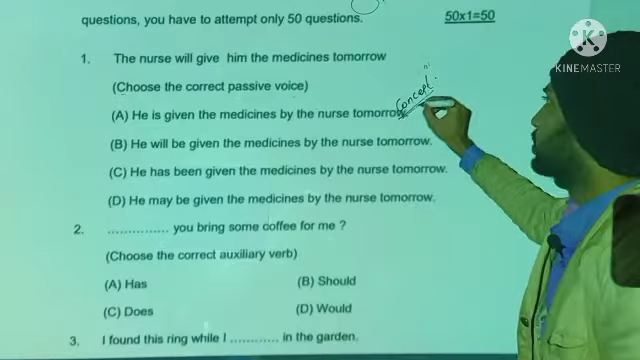 questions, you have to attempt only 50 questions.
50x1=50
1. The nurse will give him the medicines tomorrow
(Choose the correct passive voice)
(A) He is given the medicines by the nurse tomorrow
Concept
(B) He will be given the medicines by the nurse tomorrow.
(C) He has been given the medicines by the nurse tomorrow.
(D) He may be given the medicines by the nurse tomorrow.
2. .............. you bring some coffee for me ?
(Choose the correct auxiliary verb)
(A) Has (B) Should
(C) Does (D) Would
3. I found this ring while I ............ in the garden.
K
KINEMASTER